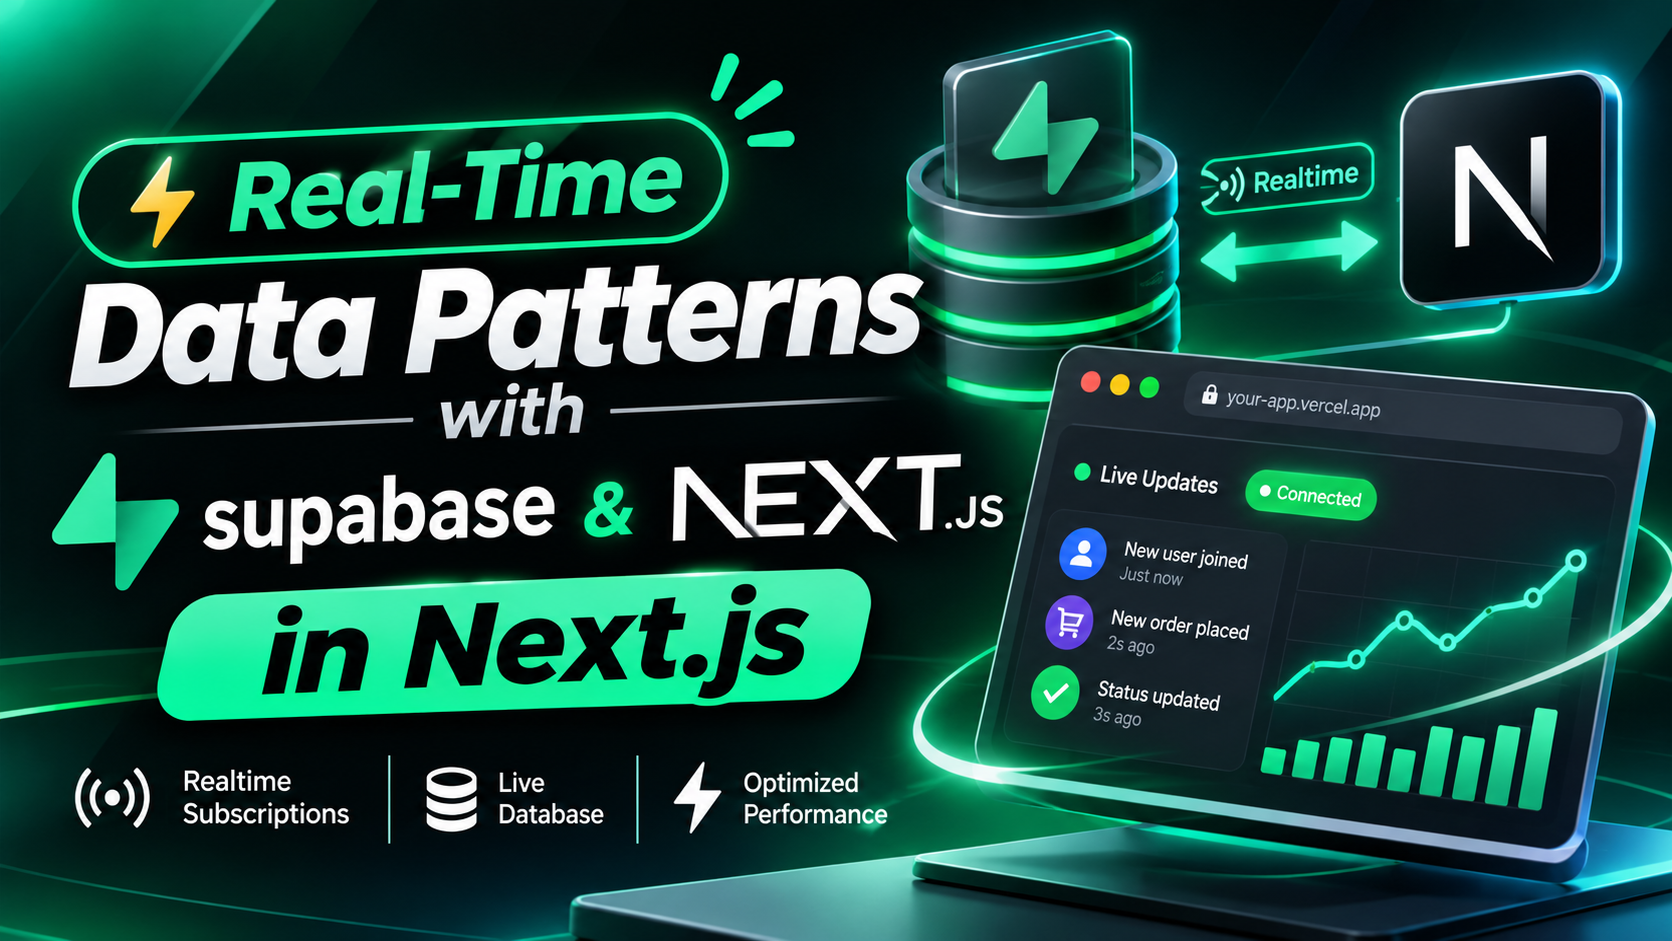 Real-Time
Data Patterns
with
supabase & NEXT.JS
in Next.js
Realtime
Subscriptions
Live
Database
Optimized
Performance
Realtime
N
your-app.vercel.app
Live Updates
Connected
New user joined
Just now
New order placed
2s ago
Status updated
3s ago